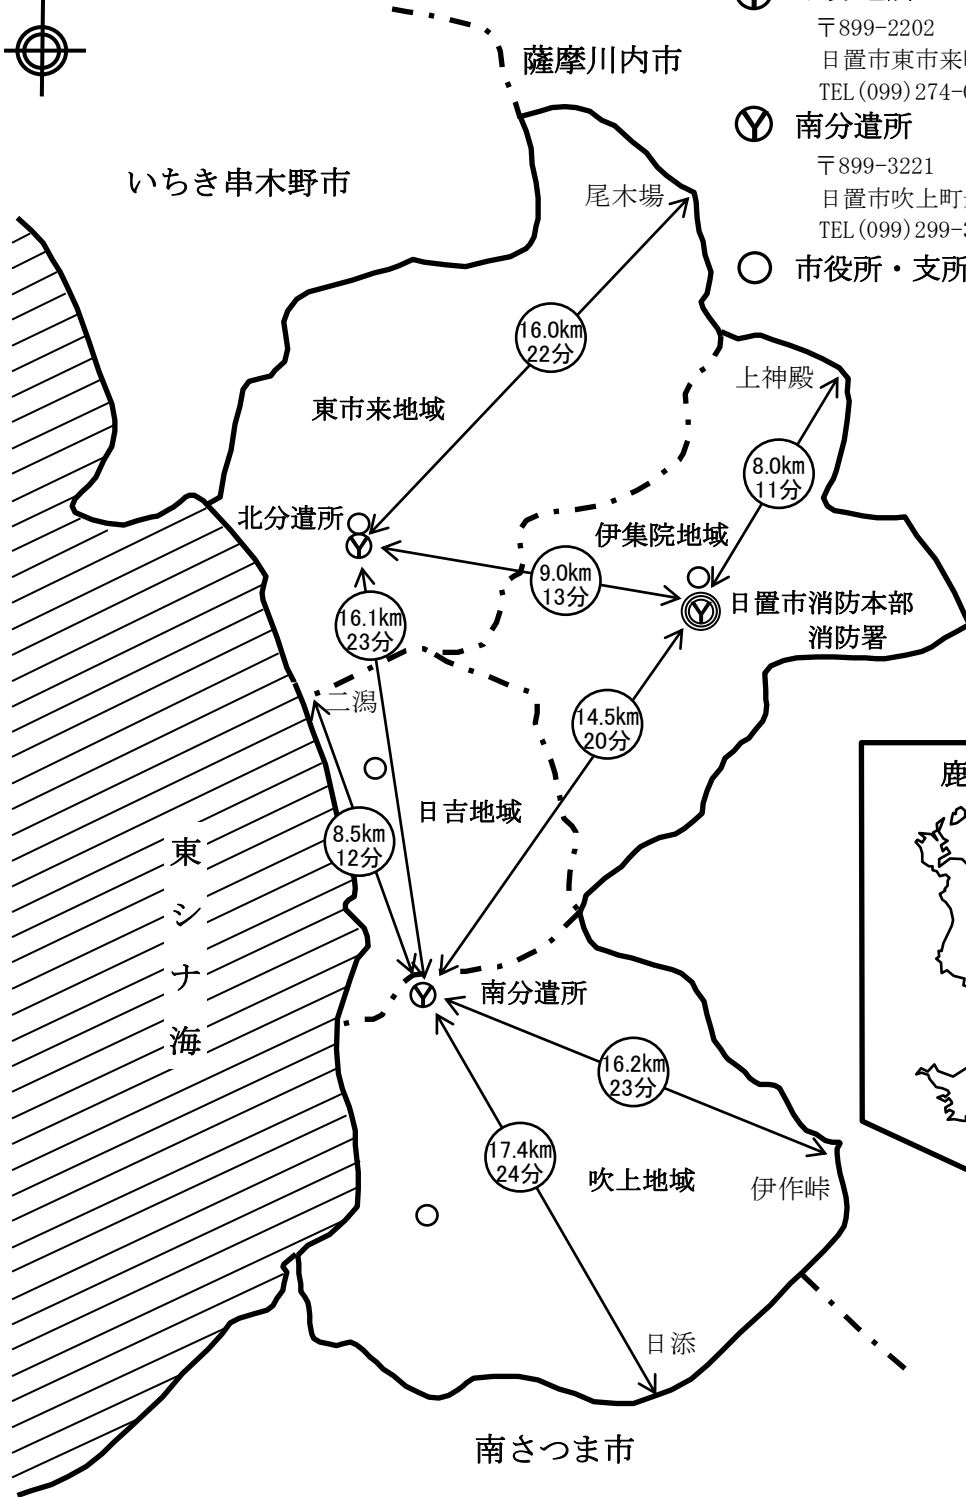 薩摩川内市
〒899-2202
日置市東市来
TEL(099)274-
南分遣所
〒899-3221
日置市吹上町
TEL(099)299-
市役所・支所
いちき串木野市
尾木場
16.0km
22分
上神殿
東市来地域
8.0km
11分
北分遣所
伊集院地域
9.0km
13分
日置市消防本部
消防署
16.1km
23分
二潟
14.5km
20分
日吉地域
8.5km
12分
東シナ海
鹿
南分遣所
16.2km
23分
17.4km
24分
吹上地域
伊作峠
日添
南さつま市